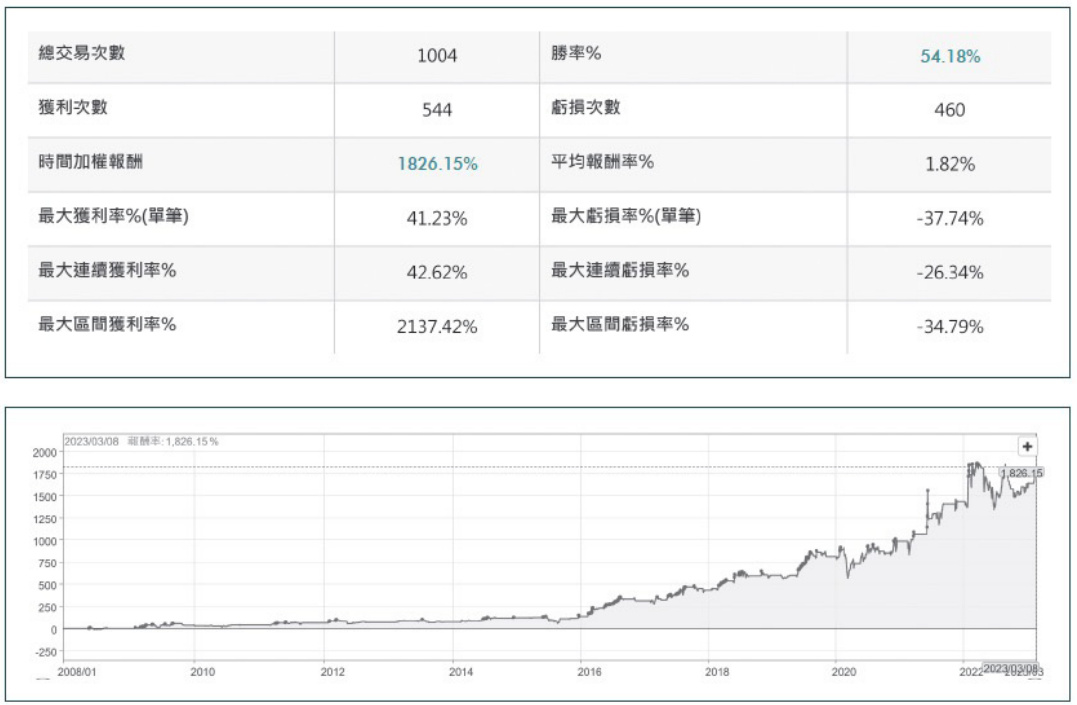 總交易次數 1004 勝率% 54.18%
獲利次數 544 虧損次數 460
時間加權報酬 1826.15% 平均報酬率% 1.82%
最大獲利率%(單筆) 41.23% 最大虧損率%(單筆) -37.74%
最大連續獲利率% 42.62% 最大連續虧損率% -26.34%
最大區間獲利率% 2137.42% 最大區間虧損率% -34.79%
2023/03/08 報酬率:1,826.15%
2000
1,826.15
1750
1500
1250
1000
750
500
250
0
-250
2008/01 2010 2012 2014 2016 2018 2020 2022 2023/03/08